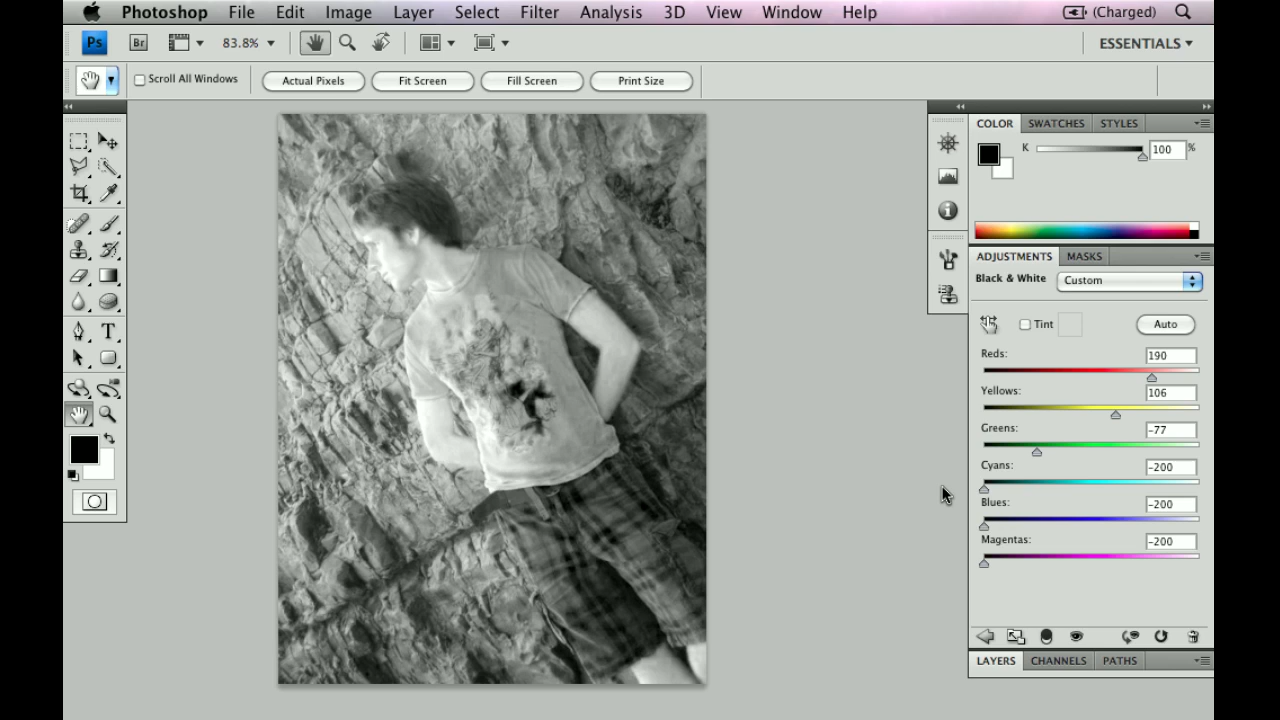 Photoshop File Edit Image Layer Select Filter Analysis 3D View Window Help (Charged)
Ps Br 83.8% ESSENTIALS
Scroll All Windows Actual Pixels Fit Screen Fill Screen Print Size
COLOR SWATCHES STYLES
K 100 %
ADJUSTMENTS MASKS
Black & White Custom
Tint Auto
Reds: 190
Yellows: 106
Greens: -77
Cyans: -200
Blues: -200
Magentas: -200
LAYERS CHANNELS PATHS
T